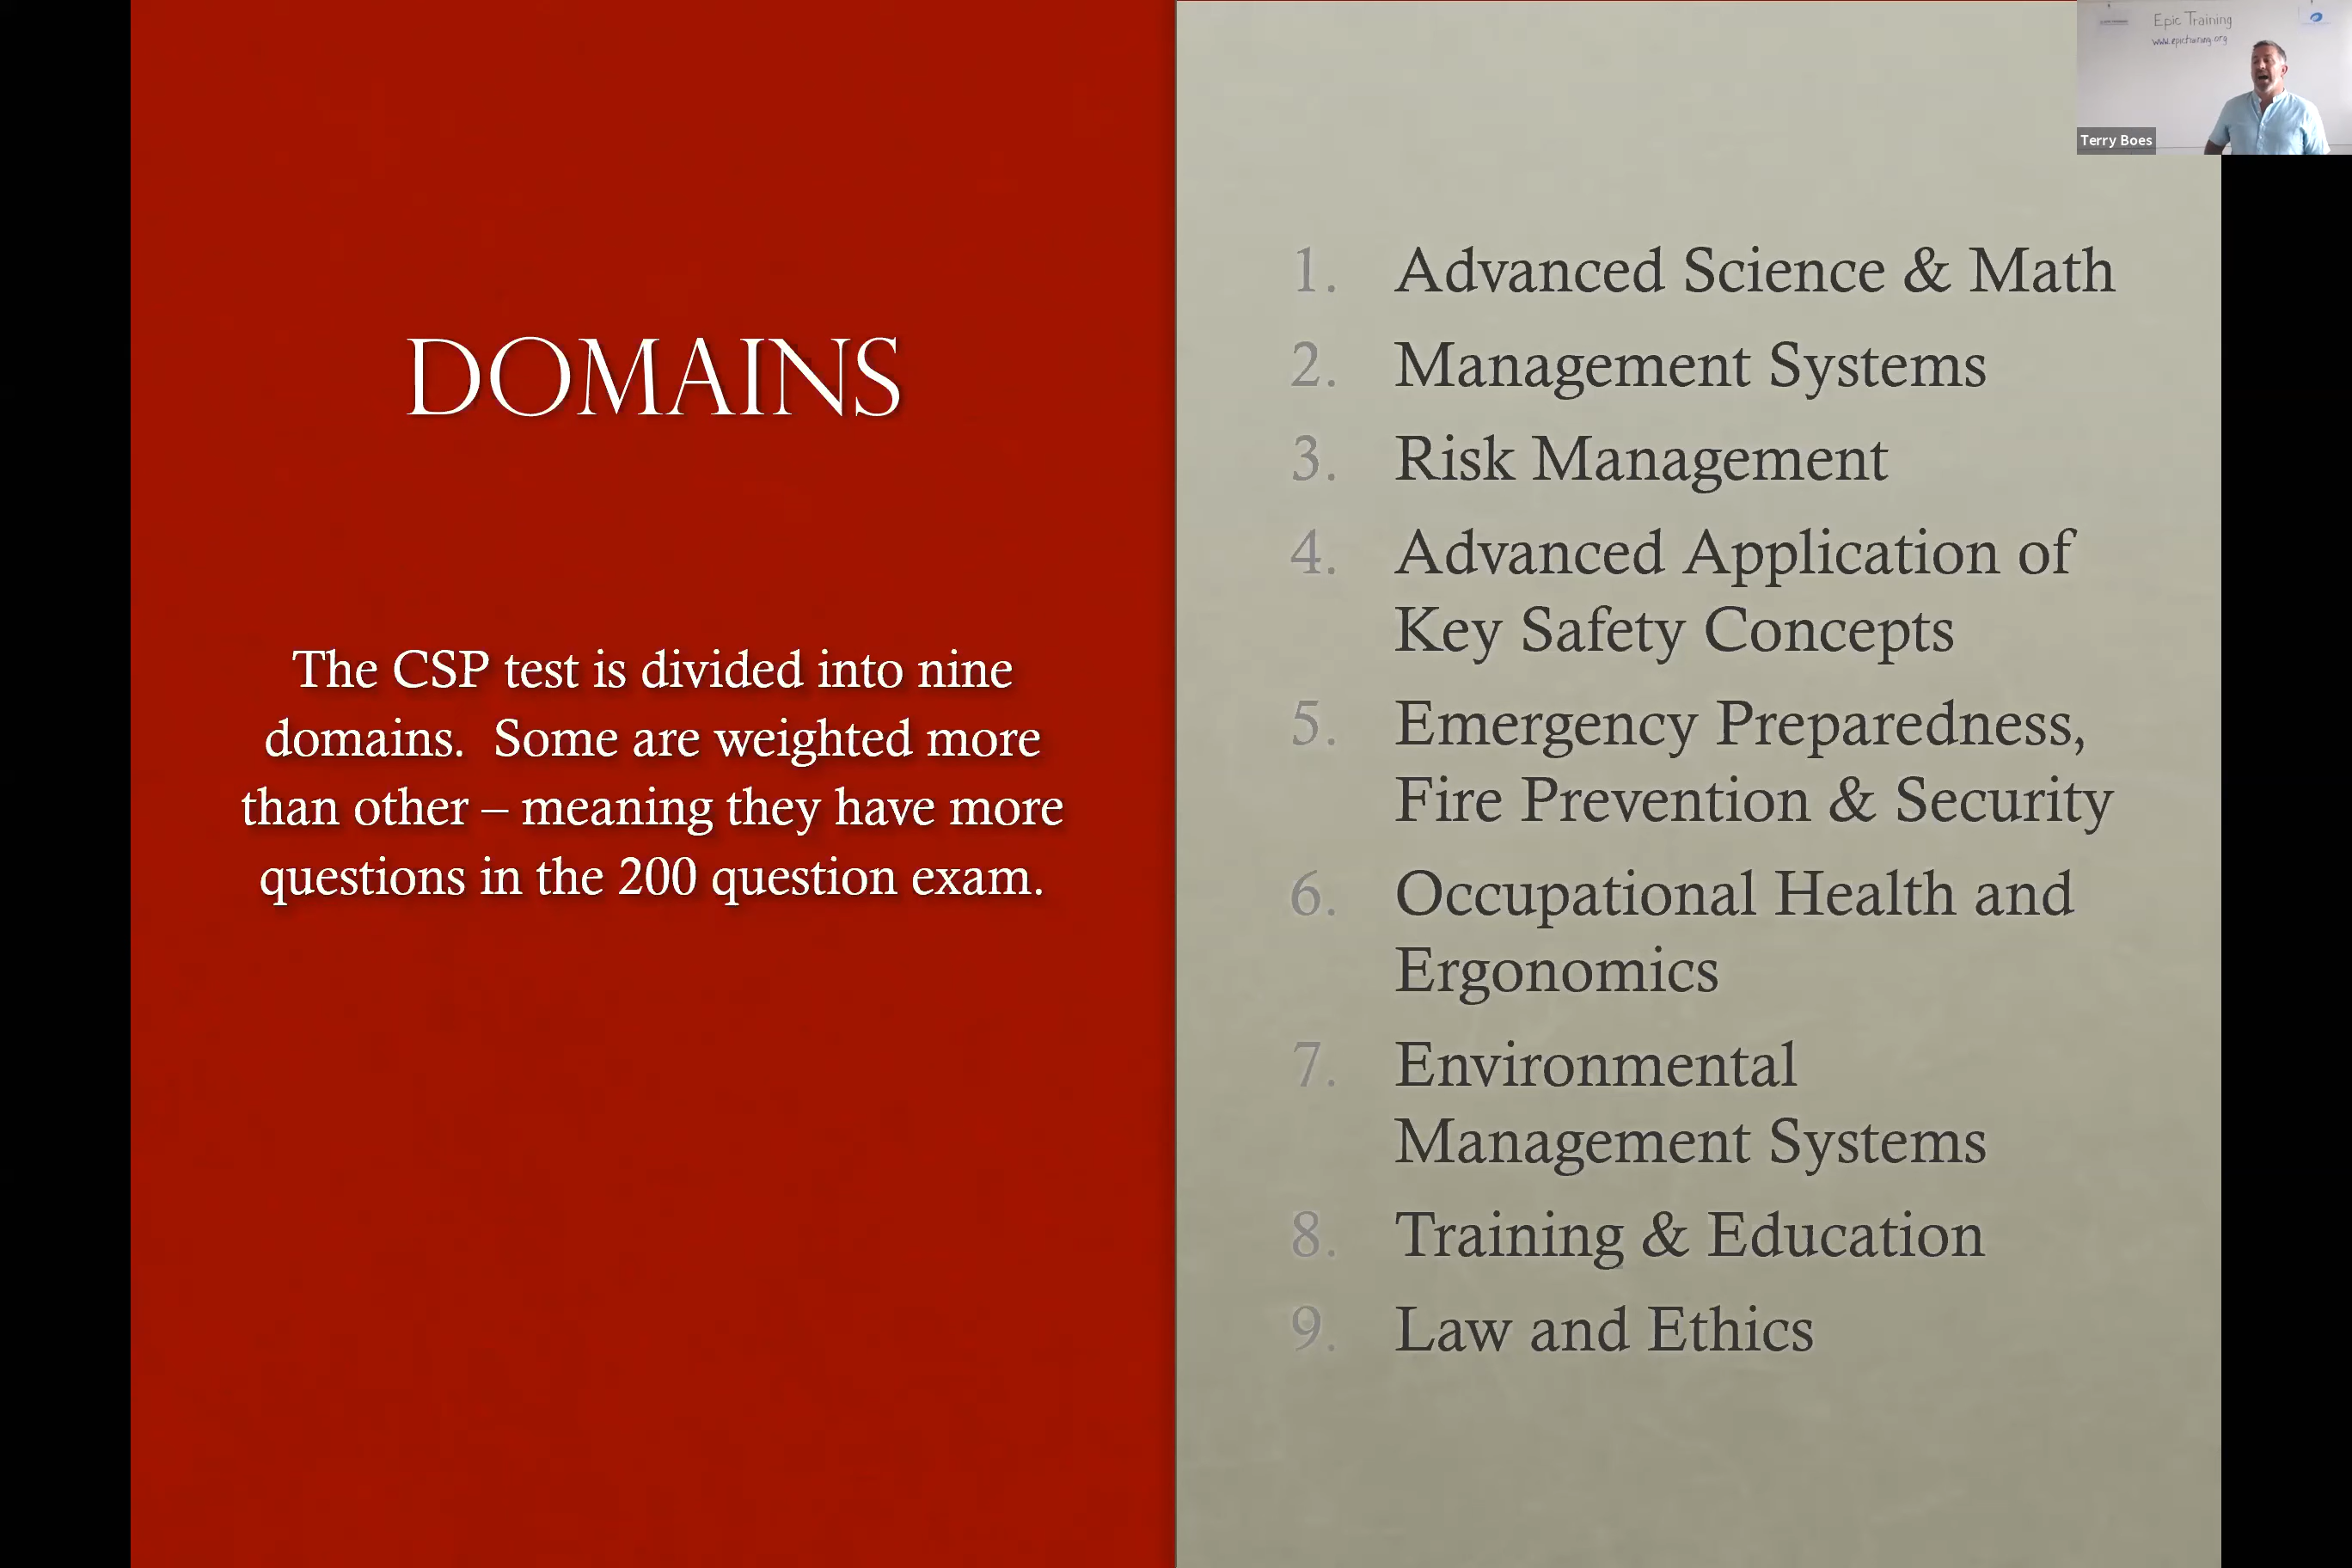 DOMAINS
The CSP test is divided into nine
domains.  Some are weighted more
than other – meaning they have more
questions in the 200 question exam.
1. Advanced Science & Math
2. Management Systems
3. Risk Management
4. Advanced Application of
Key Safety Concepts
5. Emergency Preparedness,
Fire Prevention & Security
6. Occupational Health and
Ergonomics
7. Environmental
Management Systems
8. Training & Education
9. Law and Ethics
Epic Training
www.epictraining.org
Terry Boes